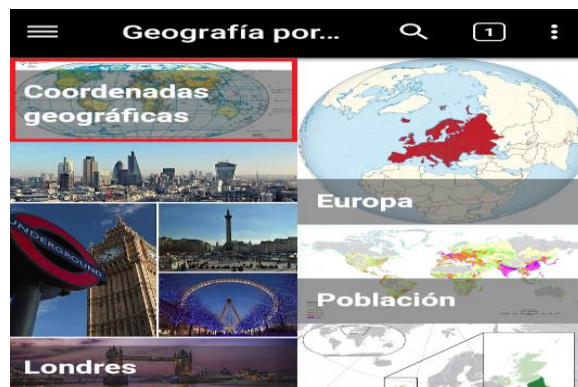 Geografía por...
1
Coordenadas
geográficas
Europa
UNDERGROUND
Población
Londres